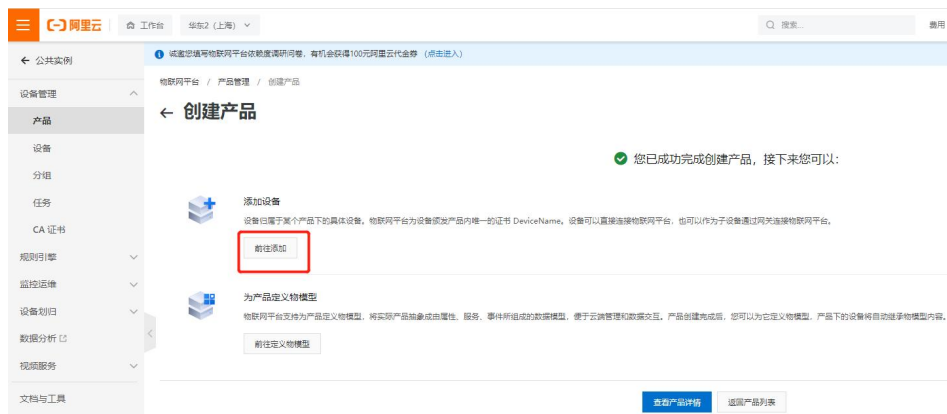 阿里云
工作台
华东2（上海）
搜索...
费用
公共实例
诚邀您填写物联网平台依赖度调研问卷，有机会获得100元阿里云代金券 （点击进入）
物联网平台 / 产品管理 / 创建产品
创建产品
设备管理
产品
设备
分组
任务
CA 证书
规则引擎
监控运维
设备划归
数据分析
视频服务
文档与工具
您已成功完成创建产品，接下来您可以：
添加设备
设备归属于某个产品下的具体设备。物联网平台为设备颁发产品内唯一的证书 DeviceName。设备可以直接连接物联网平台，也可以作为子设备通过网关连接物联网平台。
前往添加
为产品定义物模型
物联网平台支持为产品定义物模型，将实际产品抽象成由属性、服务、事件所组成的数据模型，便于云端管理和数据交互。产品创建完成后，您可以为它定义物模型，产品下的设备将自动继承物模型内容。
前往定义物模型
查看产品详情
返回产品列表